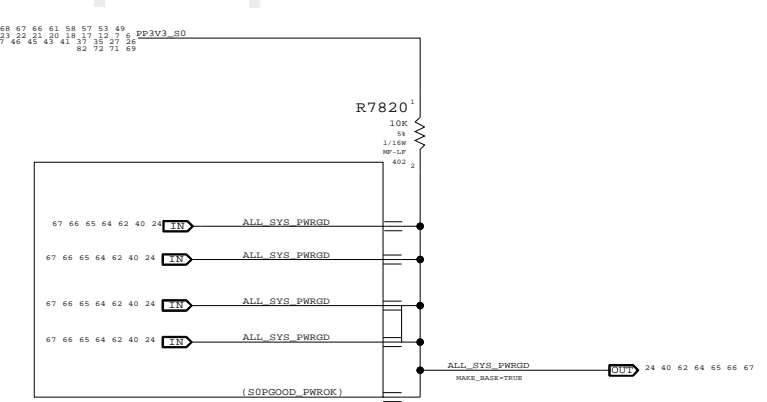 68 67 66 61 58 57 53 49
23 22 21 20 18 17 12 7 6
7 46 45 43 41 37 35 27 26
82 72 71 69
PP3V3_S0
R7820
1
10K
5%
1/16W
MF-LF
402
2
67 66 65 64 62 40 24 IN ALL_SYS_PWRGD
67 66 65 64 62 40 24 IN ALL_SYS_PWRGD
67 66 65 64 62 40 24 IN ALL_SYS_PWRGD
67 66 65 64 62 40 24 IN ALL_SYS_PWRGD
ALL_SYS_PWRGD OUT 24 40 62 64 65 66 67
MAKE_BASE=TRUE
(S0PGOOD_PWROK)